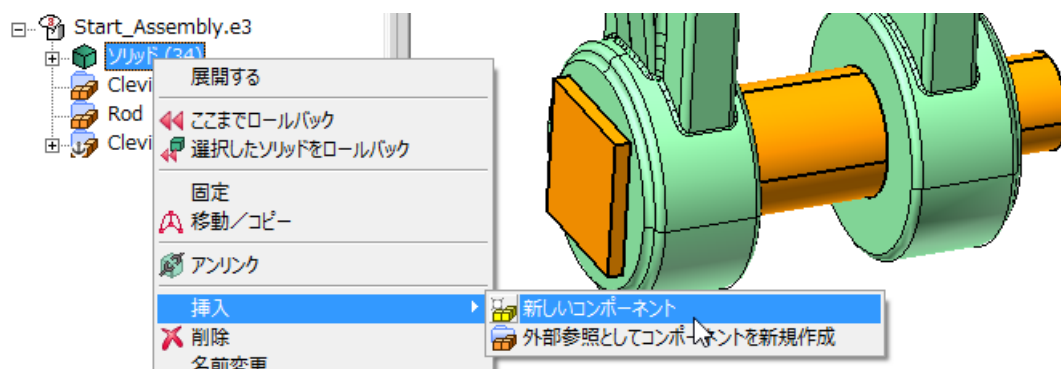 Start_Assembly.e3
ソリッド (34)
Clevi
Rod
Clevi
展開する
ここまでロールバック
選択したソリッドをロールバック
固定
移動／コピー
アンリンク
挿入
削除
名前変更
新しいコンポーネント
外部参照としてコンポーネントを新規作成